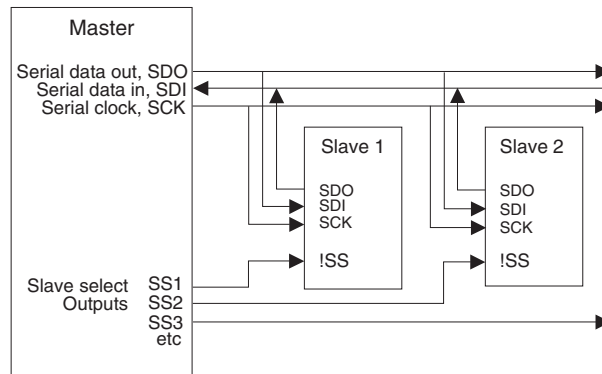 Master
Serial data out, SDO
Serial data in, SDI
Serial clock, SCK
Slave 1
SDO
SDI
SCK
!SS
Slave 2
SDO
SDI
SCK
!SS
Slave select
Outputs
SS1
SS2
SS3
etc